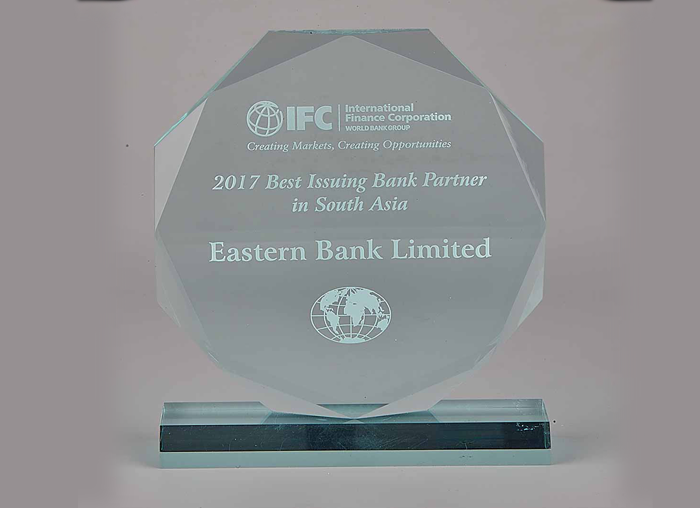 IFC
International
Finance Corporation
WORLD BANK GROUP
Creating Markets, Creating Opportunities
2017 Best Issuing Bank Partner
in South Asia
Eastern Bank Limited